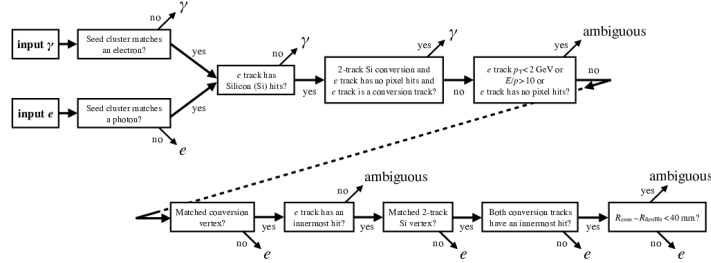 no
γ
input γ
Seed cluster matches
an electron?
yes
no
γ
e track has
Silicon (Si) hits?
yes
yes
γ
2-track Si conversion and
e track has no pixel hits and
e track is a conversion track?
no
yes
ambiguous
e track pT < 2 GeV or
E/p > 10 or
e track has no pixel hits?
no
input e
Seed cluster matches
a photon?
yes
no
e
Matched conversion
vertex?
yes
no
e
no
ambiguous
e track has an
innermost hit?
yes
Matched 2-track
Si vertex?
yes
no
e
Both conversion tracks
have an innermost hit?
yes
no
e
yes
ambiguous
Rconv − RfirstHit < 40 mm?
no
e